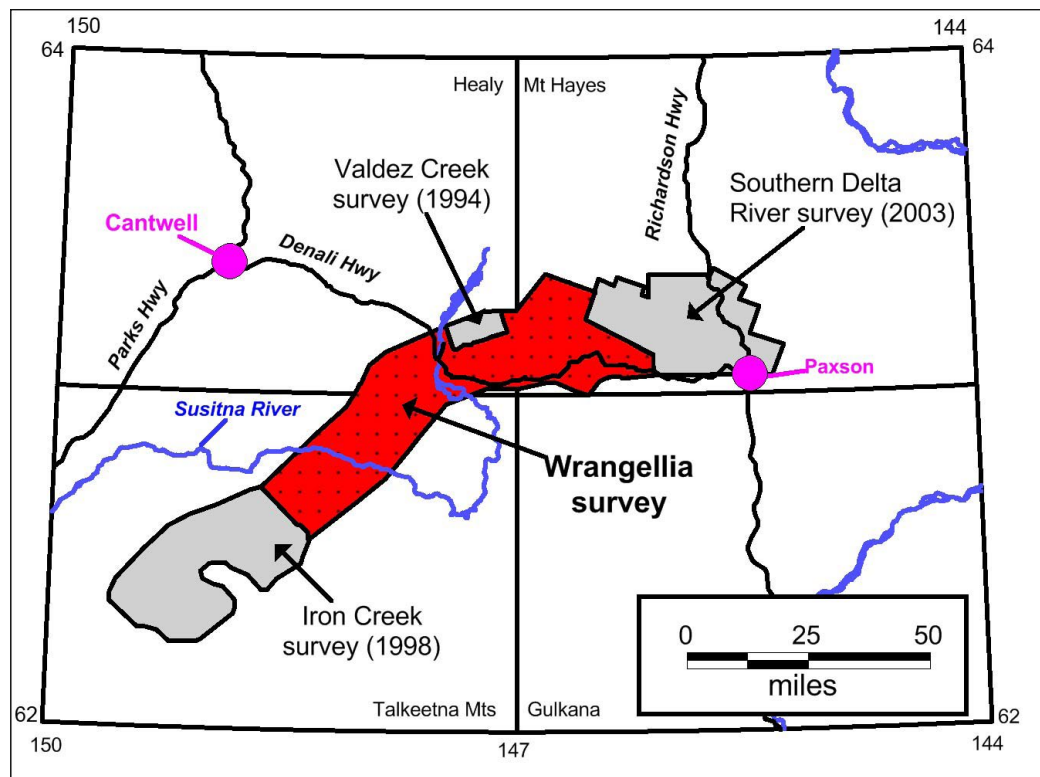 150
144
64
64
Healy
Mt Hayes
Richardson Hwy
Valdez Creek
survey (1994)
Southern Delta
River survey (2003)
Cantwell
Denali Hwy
Parks Hwy
Paxson
Susitna River
Wrangellia
survey
Iron Creek
survey (1998)
0
25
50
miles
Talkeetna Mts
Gulkana
62
62
150
147
144